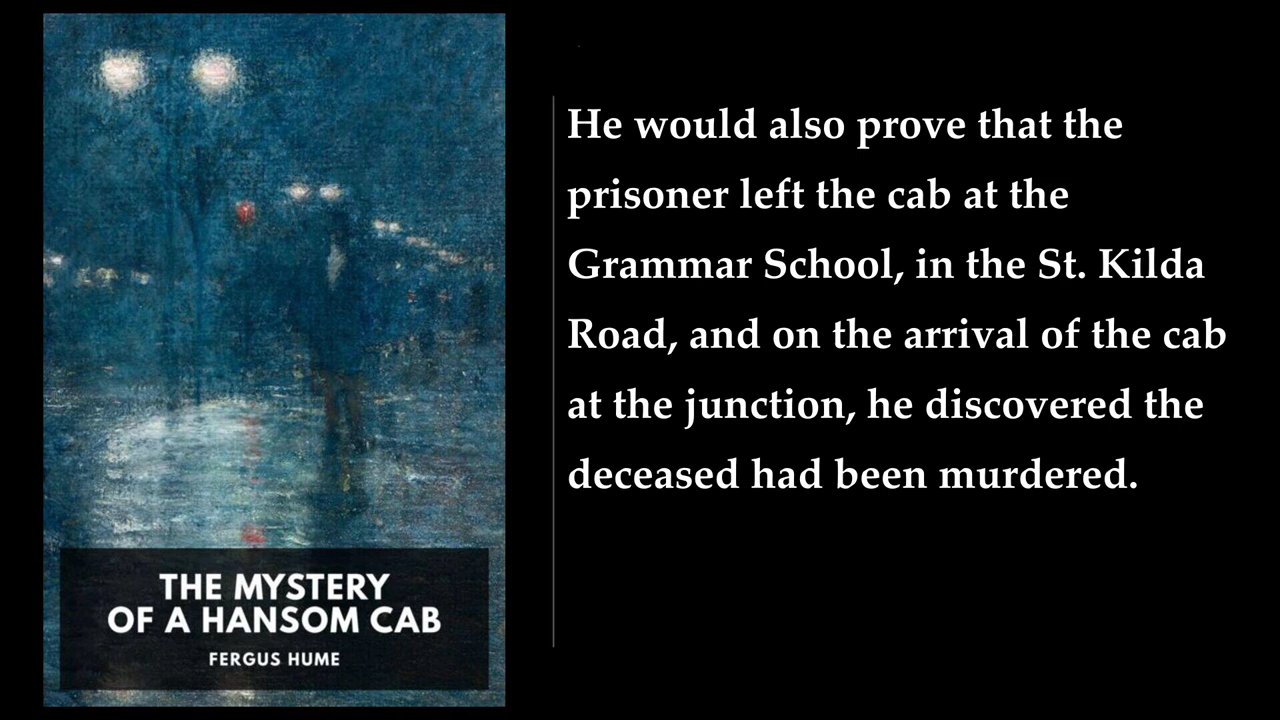 He would also prove that the
prisoner left the cab at the
Grammar School, in the St. Kilda
Road, and on the arrival of the cab
at the junction, he discovered the
deceased had been murdered.
THE MYSTERY
OF A HANSOM CAB
FERGUS HUME